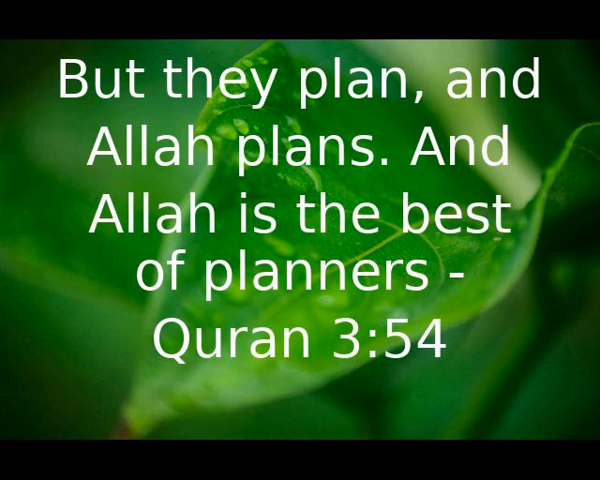 But they plan, and
Allah plans. And
Allah is the best
of planners -
Quran 3:54